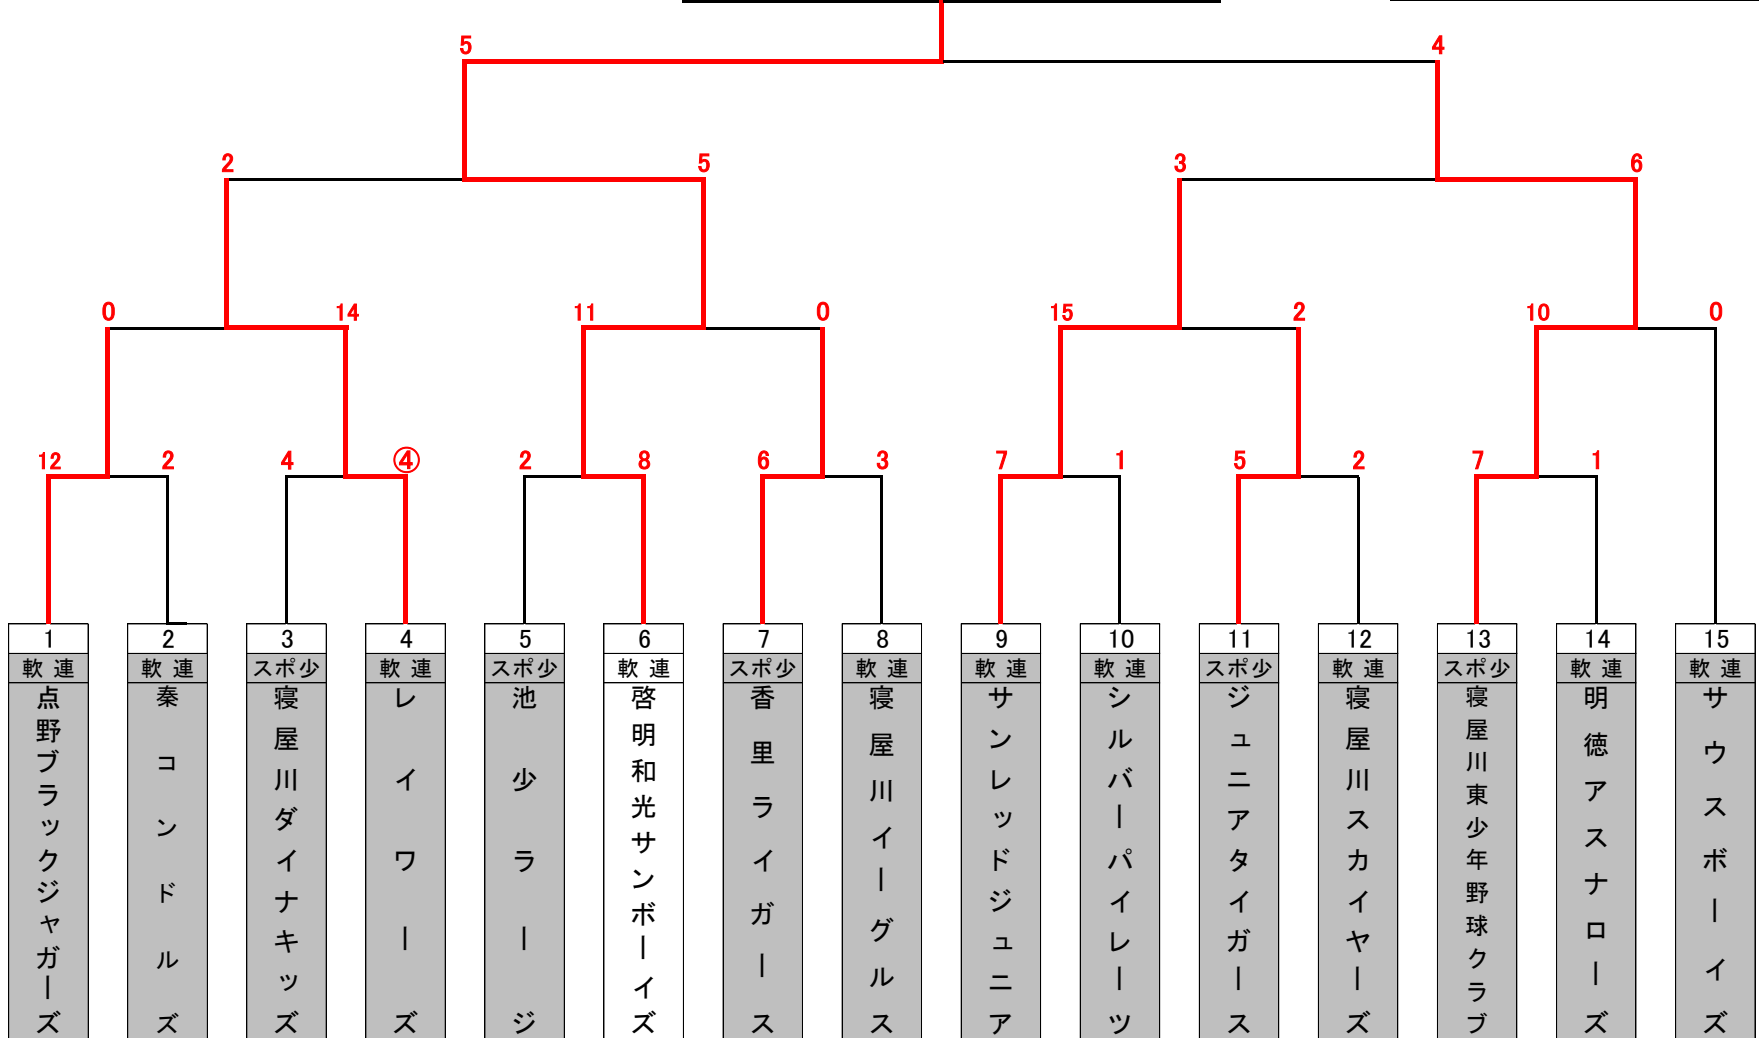 5 4
2 5 3 6
0 14 11 0 15 2 10 0
12 2 4 ④ 2 8 6 3 7 1 5 2 7 1
1 2 3 4 5 6 7 8 9 10 11 12 13 14 15
軟連 軟連 スポ少 軟連 スポ少 軟連 スポ少 軟連 軟連 軟連 スポ少 軟連 スポ少 軟連 軟連
点野ブラックジャガーズ
秦コンドルズ
寝屋川ダイナキッズ
レイワーズ
池少ラージ
啓明和光サンボーイズ
香里ライガース
寝屋川イーグルス
サンレッドジュニア
シルバーパイレーツ
ジュニアタイガース
寝屋川スカイヤーズ
寝屋川東少年野球クラブ
明徳アスナローズ
サウスボーイズ